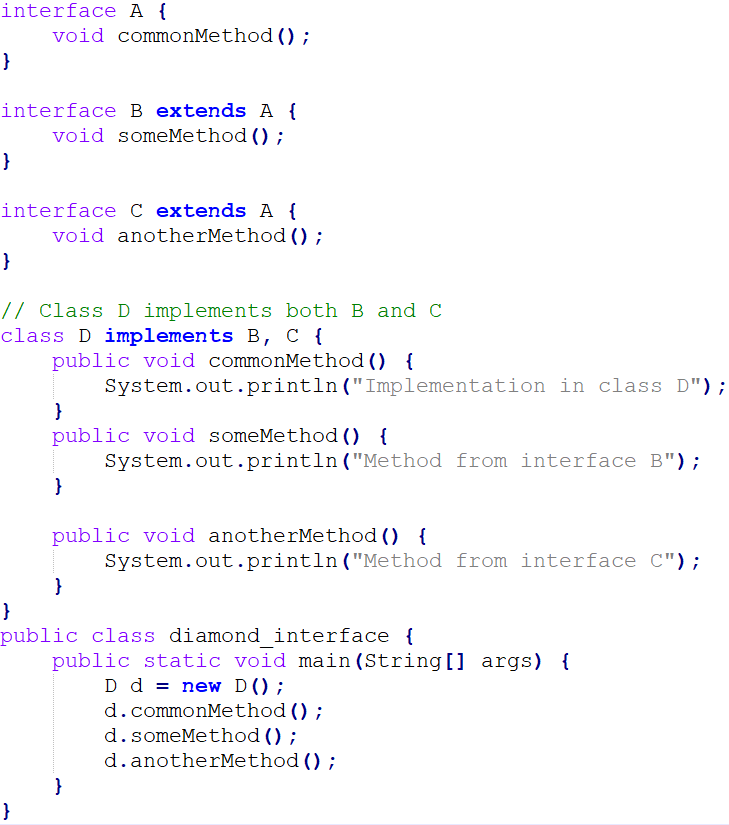 interface A {
    void commonMethod();
}

interface B extends A {
    void someMethod();
}

interface C extends A {
    void anotherMethod();
}

// Class D implements both B and C
class D implements B, C {
    public void commonMethod() {
        System.out.println("Implementation in class D");
    }
    public void someMethod() {
        System.out.println("Method from interface B");
    }

    public void anotherMethod() {
        System.out.println("Method from interface C");
    }
}
public class diamond_interface {
    public static void main(String[] args) {
        D d = new D();
        d.commonMethod();
        d.someMethod();
        d.anotherMethod();
    }
}